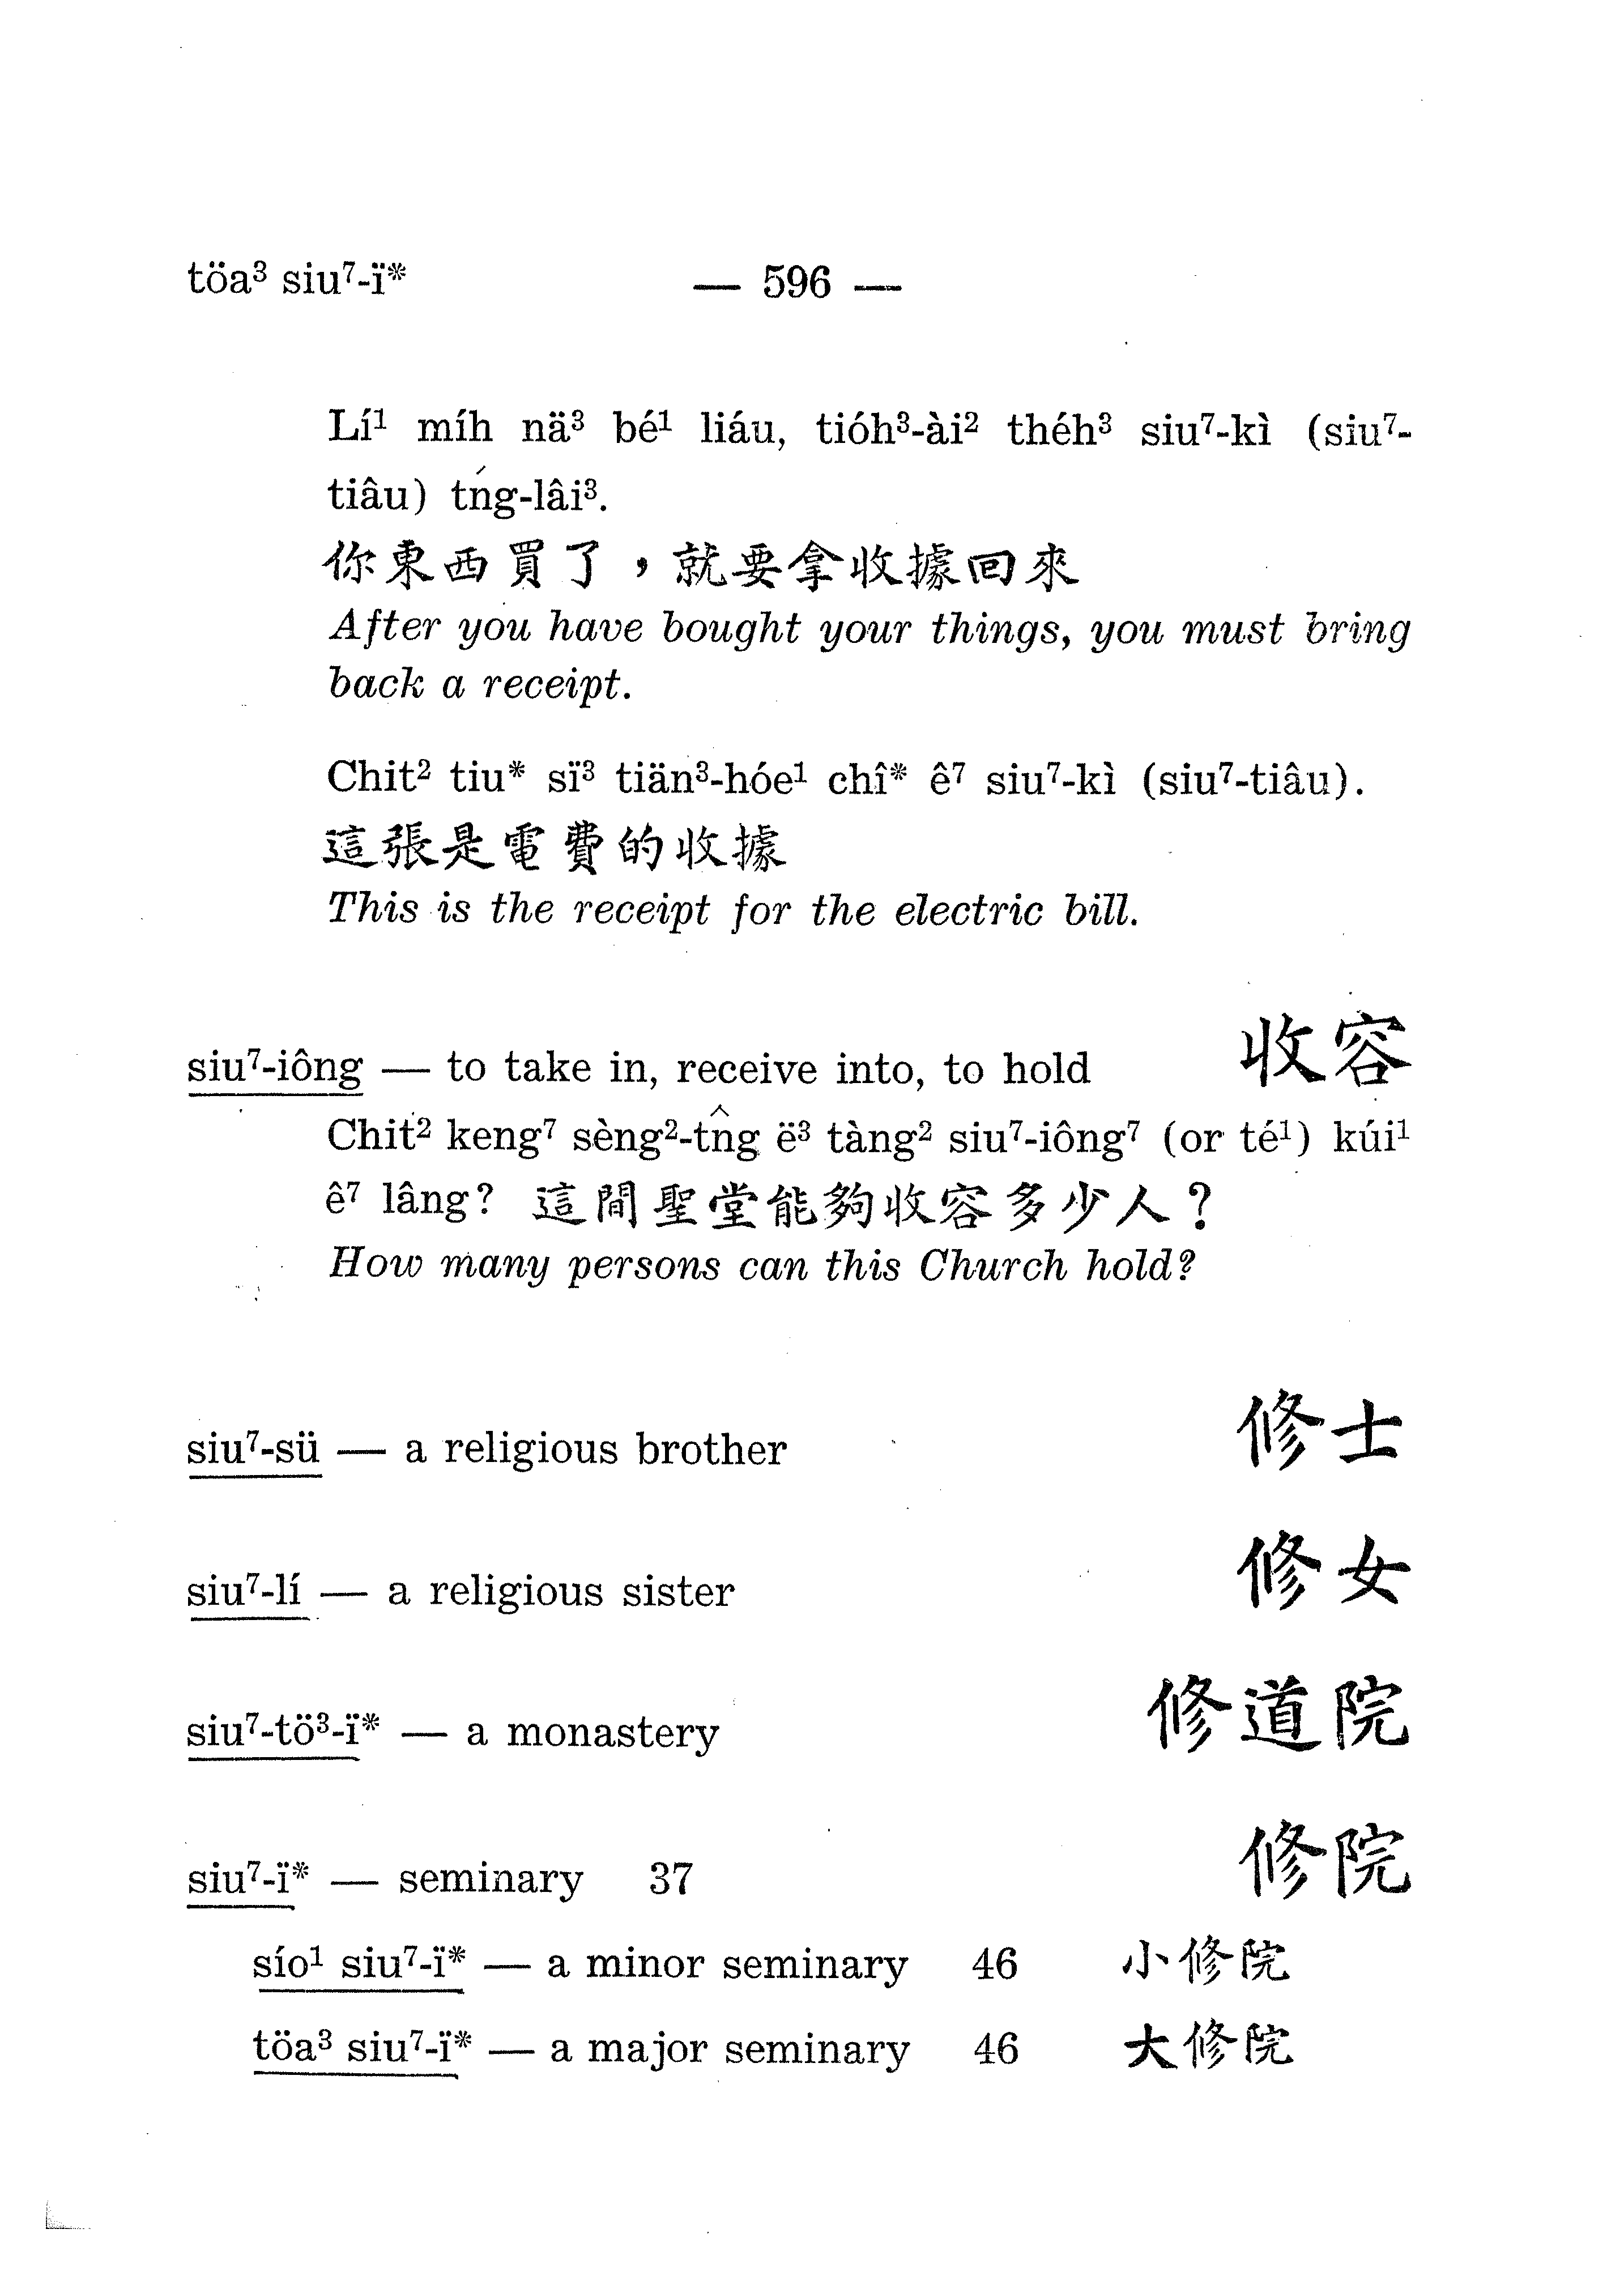 töa³ siu⁷-ï* — 596 —
Lí¹ míh nä³ bé¹ liáu, tióh³-ài² théh³ siu⁷-kì (siu⁷-
tiâu) tńg-lâi³.
你東西買了，就要拿收據回來
After you have bought your things, you must bring
back a receipt.
Chit² tiu* sï³ tiän³-hóe¹ chî* ê⁷ siu⁷-kì (siu⁷-tiâu).
這張是電費的收據
This is the receipt for the electric bill.
siu⁷-iông — to take in, receive into, to hold 收容
Chit² keng⁷ sèng²-tn̂g ë³ tàng² siu⁷-iông⁷ (or té¹) kúi¹
ê⁷ lâng? 這間聖堂能夠收容多少人？
How many persons can this Church hold?
siu⁷-sü — a religious brother 修士
siu⁷-lí — a religious sister 修女
siu⁷-tö³-ï* — a monastery 修道院
siu⁷-ï* — seminary 37 修院
sío¹ siu⁷-ï* — a minor seminary 46 小修院
töa³ siu⁷-ï* — a major seminary 46 大修院